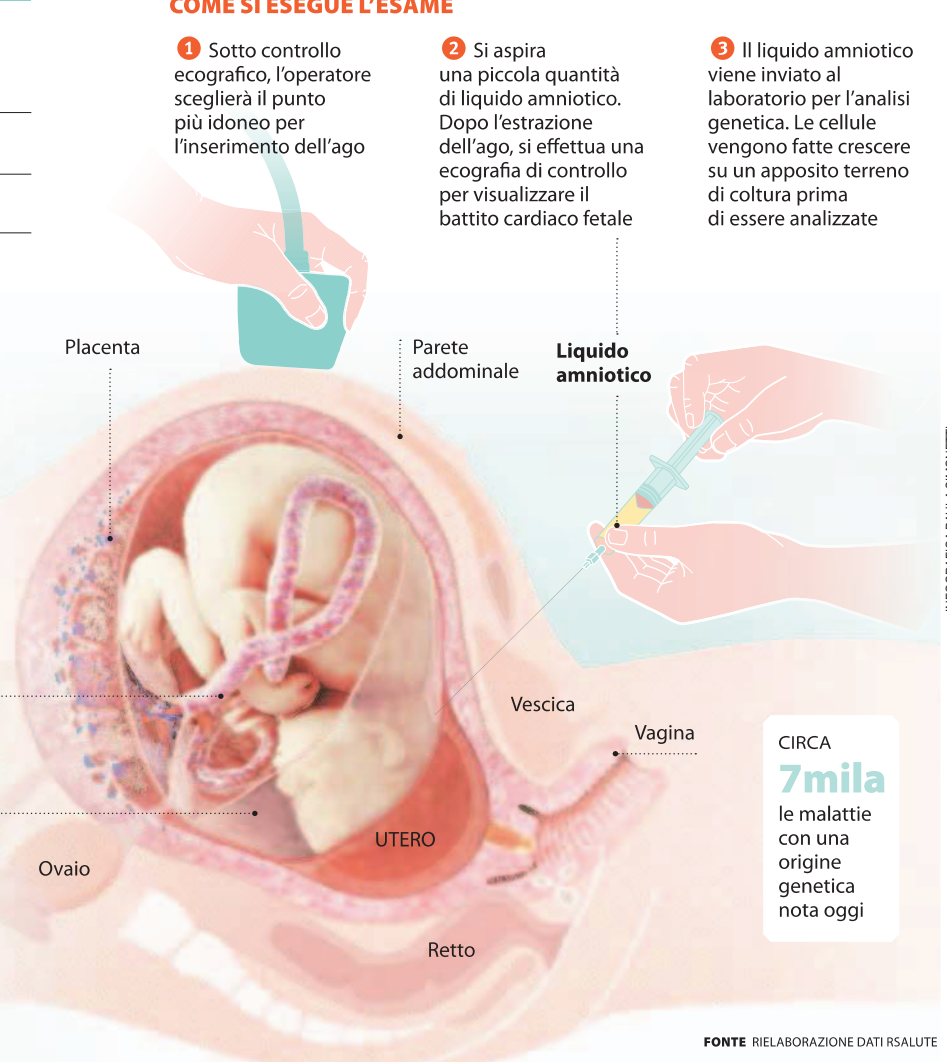 COME SI ESEGUE L'ESAME
1 Sotto controllo
ecografico, l'operatore
sceglierà il punto
più idoneo per
l'inserimento dell'ago
2 Si aspira
una piccola quantità
di liquido amniotico.
Dopo l'estrazione
dell'ago, si effettua una
ecografia di controllo
per visualizzare il
battito cardiaco fetale
3 Il liquido amniotico
viene inviato al
laboratorio per l'analisi
genetica. Le cellule
vengono fatte crescere
su un apposito terreno
di coltura prima
di essere analizzate
Placenta
Parete
addominale
Liquido
amniotico
Vescica
Vagina
UTERO
Ovaio
Retto
CIRCA
7mila
le malattie
con una
origine
genetica
nota oggi
FONTE RIELABORAZIONE DATI RSALUTE